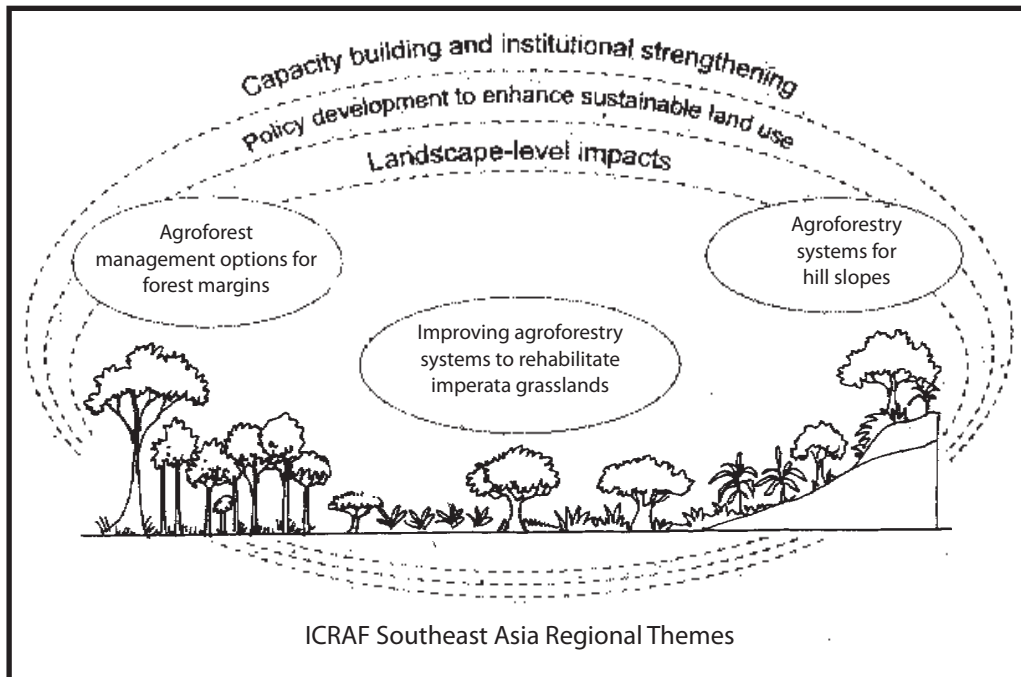 Capacity building and institutional strengthening
Policy development to enhance sustainable land use
Landscape-level impacts
Agroforest
management options for
forest margins
Agroforestry
systems for
hill slopes
Improving agroforestry
systems to rehabilitate
imperata grasslands
ICRAF Southeast Asia Regional Themes